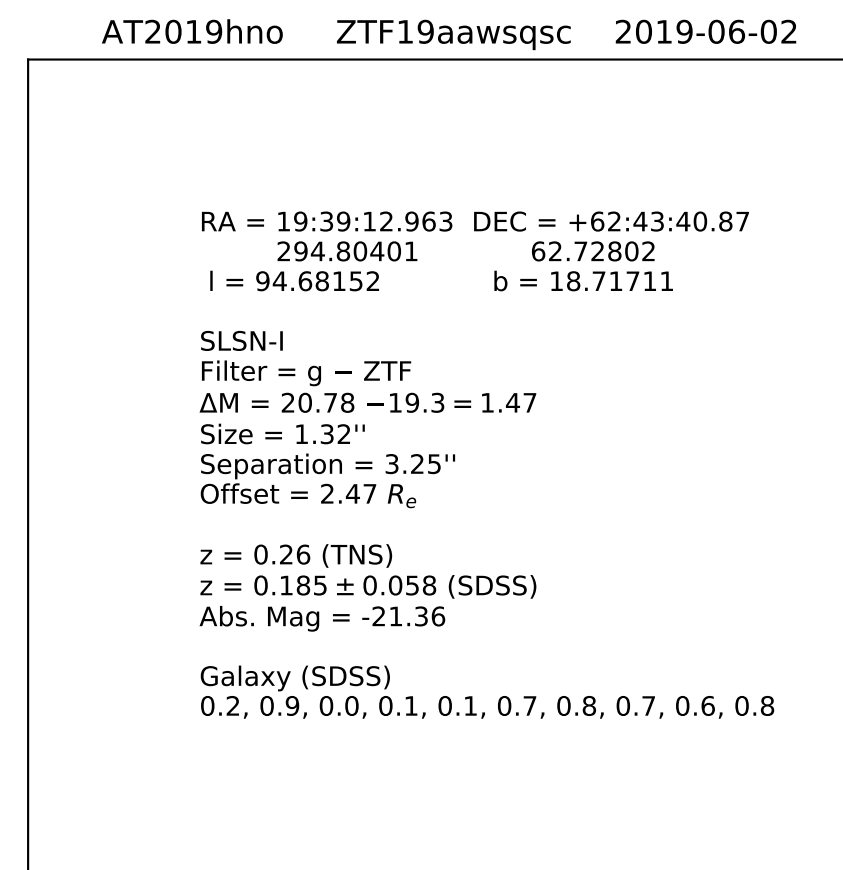 AT2019hno ZTF19aawsqsc 2019-06-02
RA = 19:39:12.963 DEC = +62:43:40.87
294.80401 62.72802
l = 94.68152 b = 18.71711
SLSN-I
Filter = g − ZTF
ΔM = 20.78 −19.3 = 1.47
Size = 1.32''
Separation = 3.25''
Offset = 2.47 Rₑ
z = 0.26 (TNS)
z = 0.185 ± 0.058 (SDSS)
Abs. Mag = -21.36
Galaxy (SDSS)
0.2, 0.9, 0.0, 0.1, 0.1, 0.7, 0.8, 0.7, 0.6, 0.8